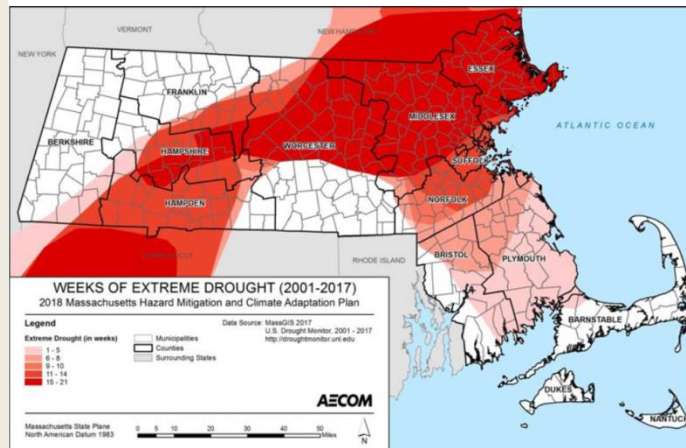 VERMONT
NEW YORK
NEW HAMPSHIRE
ESSEX
FRANKLIN
MIDDLESEX
ATLANTIC OCEAN
BERKSHIRE
WORCESTER
HAMPSHIRE
SUFFOLK
HAMPDEN
NORFOLK
CONNECTICUT
RHODE ISLAND
BRISTOL
PLYMOUTH
BARNSTABLE
DUKES
NANTUCK
WEEKS OF EXTREME DROUGHT (2001-2017)
2018 Massachusetts Hazard Mitigation and Climate Adaptation Plan
Legend
Extreme Drought (in weeks)
1 - 5
6 - 8
9 - 10
11 - 14
15 - 21
Municipalities
Counties
Surrounding States
Data Source: MassGIS 2017
U.S. Drought Monitor, 2001 - 2017
http://droughtmonitor.unl.edu
AECOM
Massachusetts State Plane
North American Datum 1983
0 5 10 20 30 40 50
Miles
N